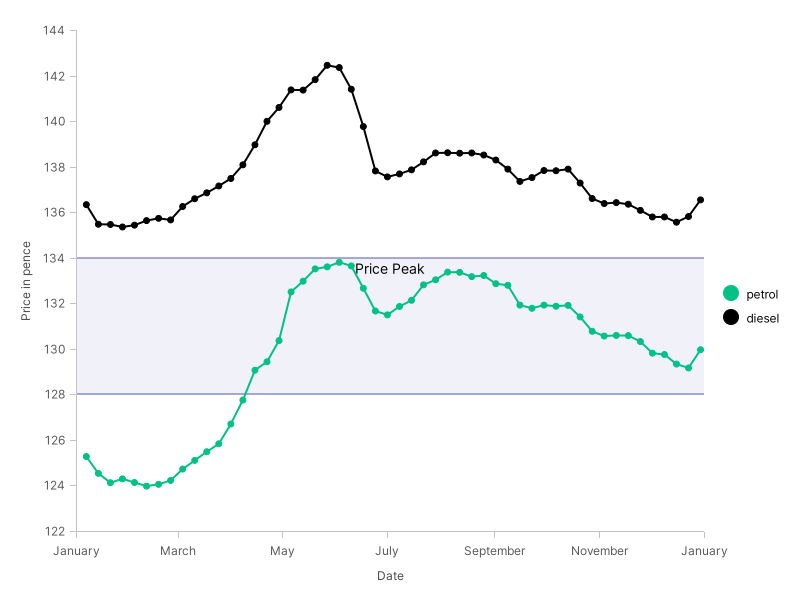 144
142
140
138
136
134
132
130
128
126
124
122
Price in pence
Price Peak
petrol
diesel
January March May July September November January
Date